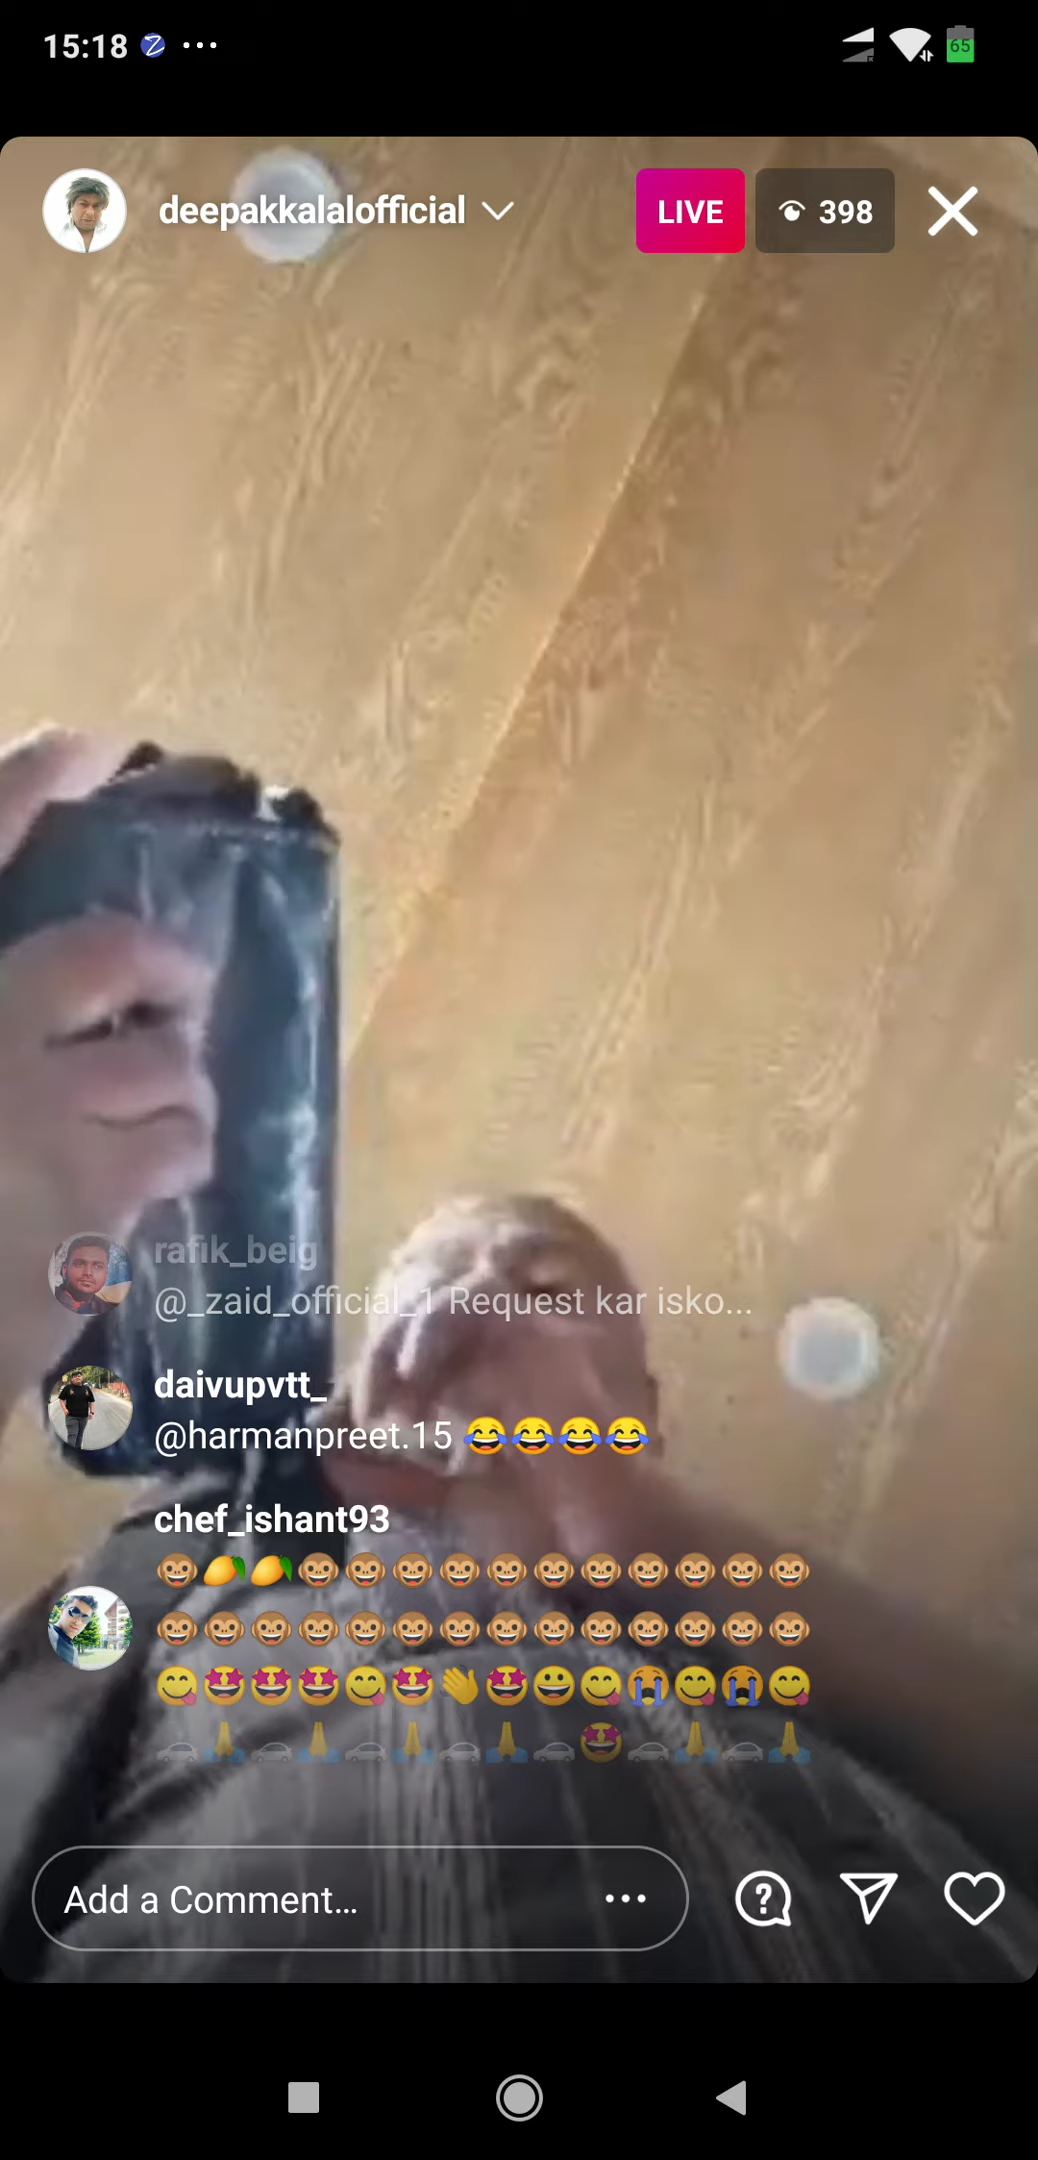 15:18
65
deepakkalalofficial
LIVE
398
rafik_beig
@_zaid_official_1 Request kar isko...
daivupvtt_
@harmanpreet.15 😂😂😂😂
chef_ishant93
🐵🥭🥭🐵🐵🐵🐵🐵🐵🐵🐵🐵🐵🐵
🐵🐵🐵🐵🐵🐵🐵🐵🐵🐵🐵🐵🐵🐵
😋🤩🤩🤩😋🤩👋🤩😀😋😭😋😭😋
🚗🙏🚗🙏🚗🙏🚗🙏🚗🤩🚗🙏🚗🙏
Add a Comment...